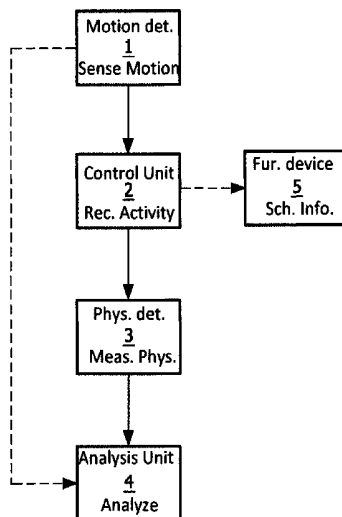 Motion det.
1
Sense Motion
Control Unit
2
Rec. Activity
Fur. device
5
Sch. Info.
Phys. det.
3
Meas. Phys.
Analysis Unit
4
Analyze